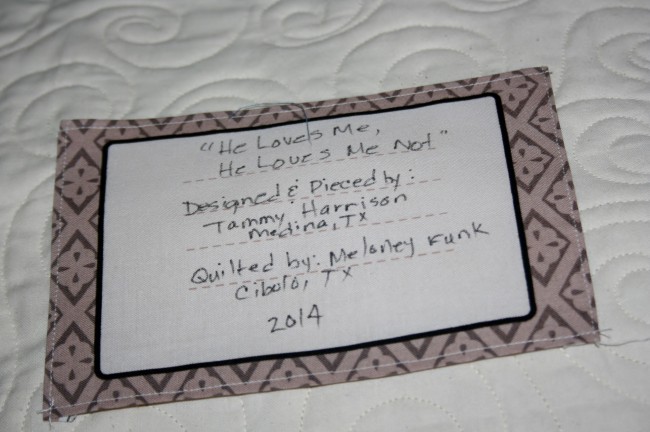 "He Loves Me,
He Loves Me Not"
Designed & Pieced by:
Tammy Harrison
Medina, TX
Quilted by: Meloney Funk
Cibolo, TX
2014